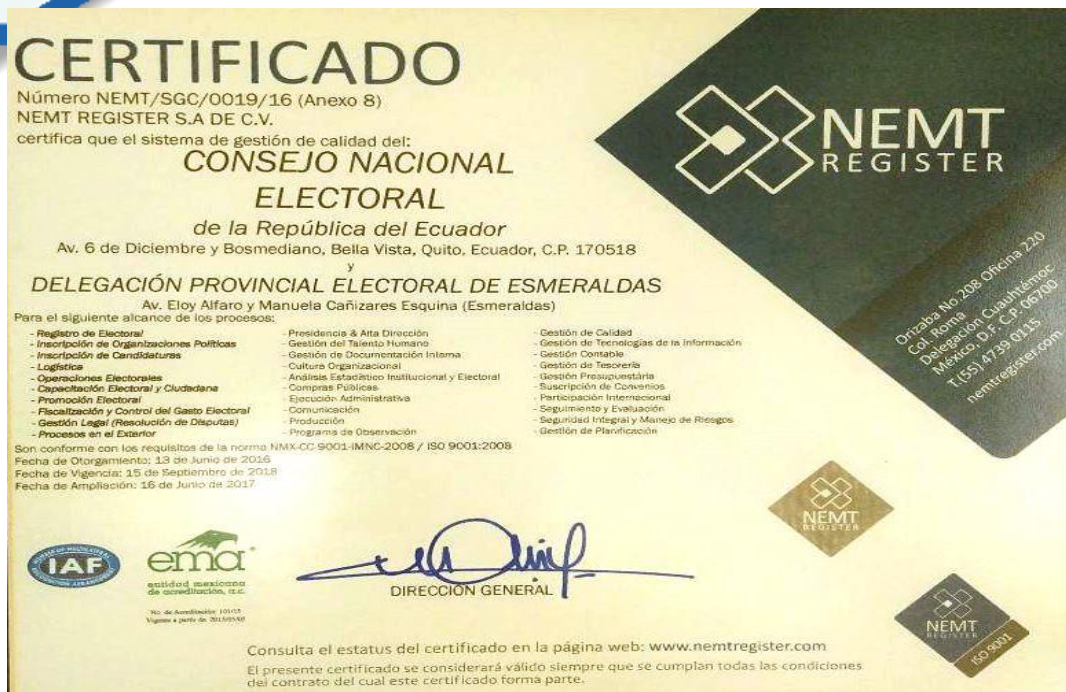 CERTIFICADO
Número NEMT/SGC/0019/16 (Anexo 8)
NEMT REGISTER S.A DE C.V.
certifica que el sistema de gestión de calidad del:
CONSEJO NACIONAL
ELECTORAL
de la República del Ecuador
Av. 6 de Diciembre y Bosmediano, Bella Vista, Quito, Ecuador, C.P. 170518
y
DELEGACIÓN PROVINCIAL ELECTORAL DE ESMERALDAS
Av. Eloy Alfaro y Manuela Cañizares Esquina (Esmeraldas)
Para el siguiente alcance de los procesos:
- Registro de Electoral
- Inscripción de Organizaciones Políticas
- Inscripción de Candidaturas
- Logística
- Operaciones Electorales
- Capacitación Electoral y Ciudadana
- Promoción Electoral
- Fiscalización y Control del Gasto Electoral
- Gestión Legal (Resolución de Disputas)
- Procesos en el Exterior
- Presidencia & Alta Dirección
- Gestión del Talento Humano
- Gestión de Documentación Interna
- Cultura Organizacional
- Análisis Estadístico Institucional y Electoral
- Compras Públicas
- Ejecución Administrativa
- Comunicación
- Producción
- Programa de Observación
- Gestión de Calidad
- Gestión de Tecnologías de la Información
- Gestión Contable
- Gestión de Tesorería
- Gestión Presupuestária
- Suscripción de Convenios
- Participación Internacional
- Seguimiento y Evaluación
- Seguridad Integral y Manejo de Riesgos
- Gestión de Planificación
Son conforme con los requisitos de la norma NMX-CC-9001-IMNC-2008 / ISO 9001:2008
Fecha de Otorgamiento: 13 de Junio de 2016
Fecha de Vigencia: 15 de Septiembre de 2018
Fecha de Ampliación: 16 de Junio de 2017
NEMT
REGISTER
Orizaba No.208 Oficina 220
Col. Roma
Delegación Cuauhtémoc
México, D.F. C.P.06700
T.(55) 4739 0115
nemtregister.com
NEMT
REGISTER
IAF
ema
entidad mexicana
de acreditación, a.c.
No. de Acreditación 101/15
DIRECCIÓN GENERAL
NEMT
REGISTER
ISO 9001
Consulta el estatus del certificado en la página web: www.nemtregister.com
El presente certificado se considerará válido siempre que se cumplan todas las condiciones
del contrato del cual este certificado forma parte.